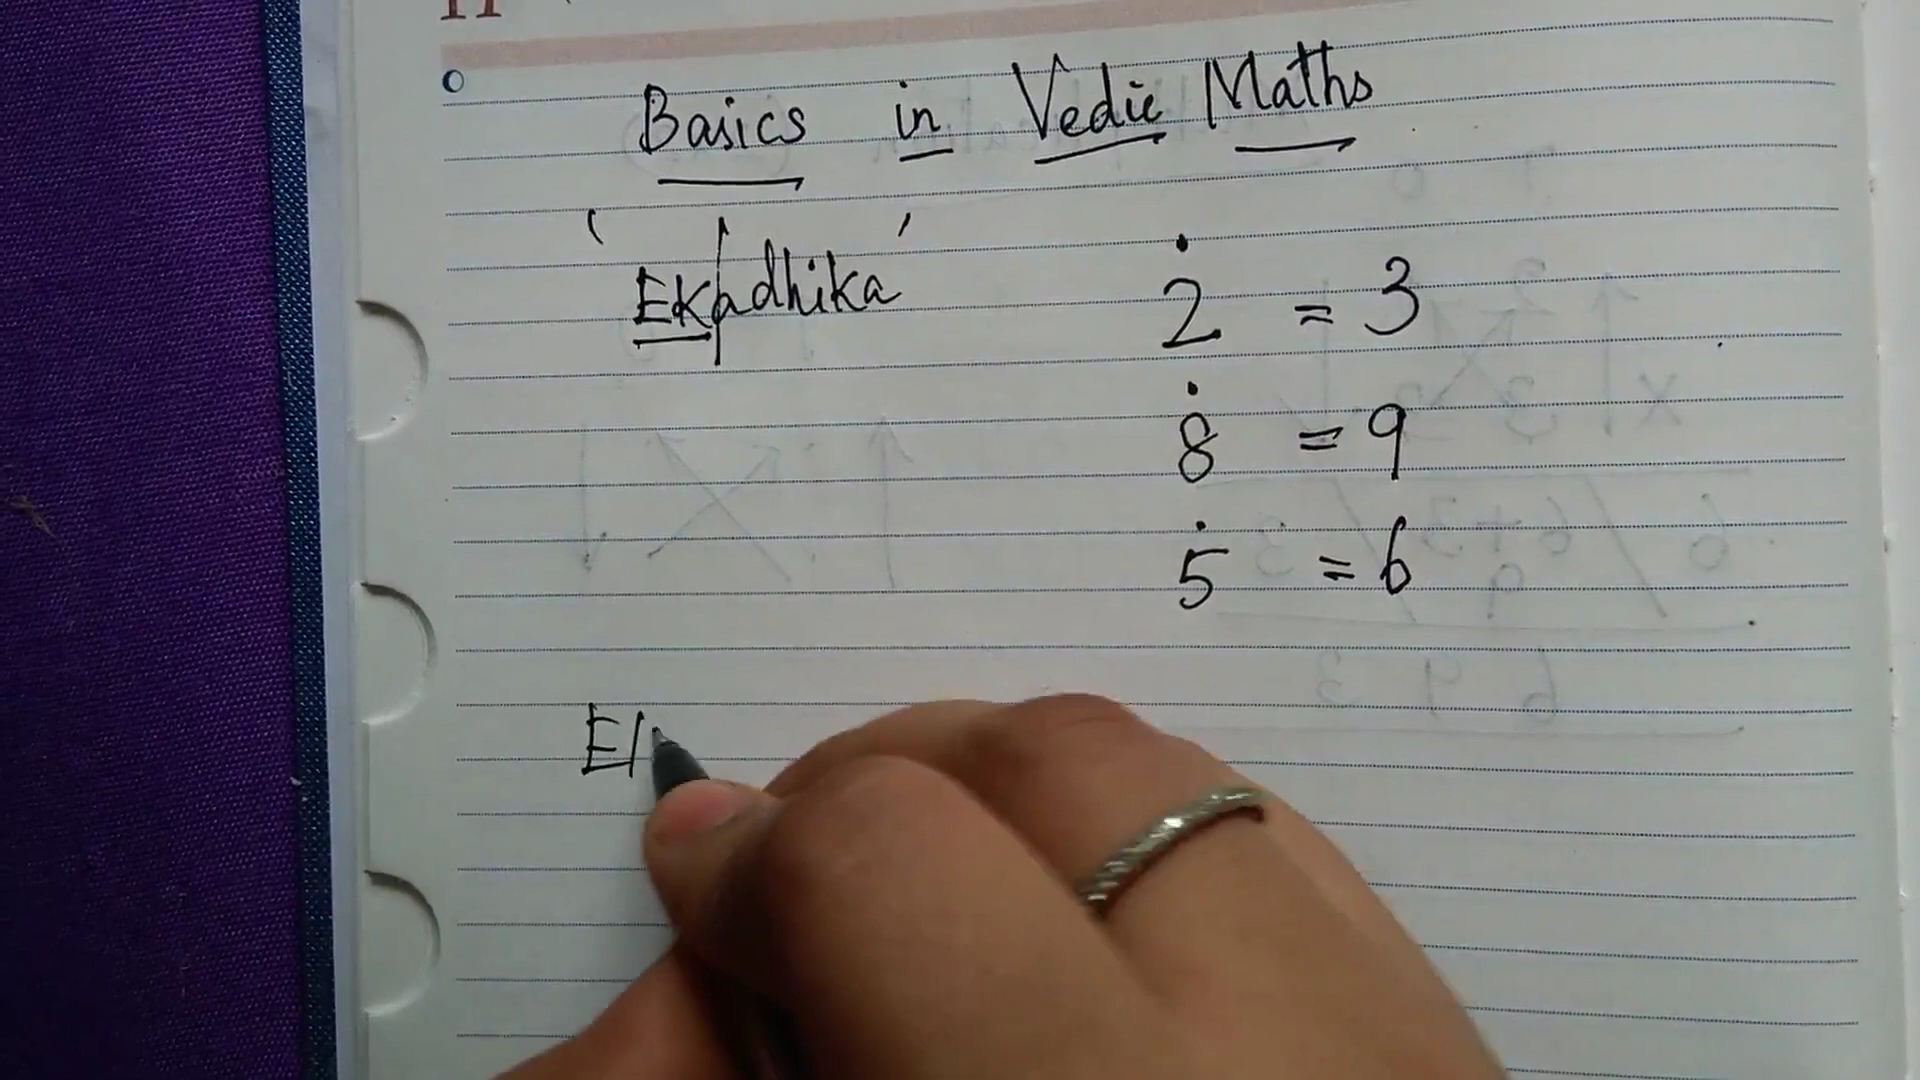 Basics in Vedic Maths
'EKadhika'
2̇ = 3
8̇ = 9
5̇ = 6